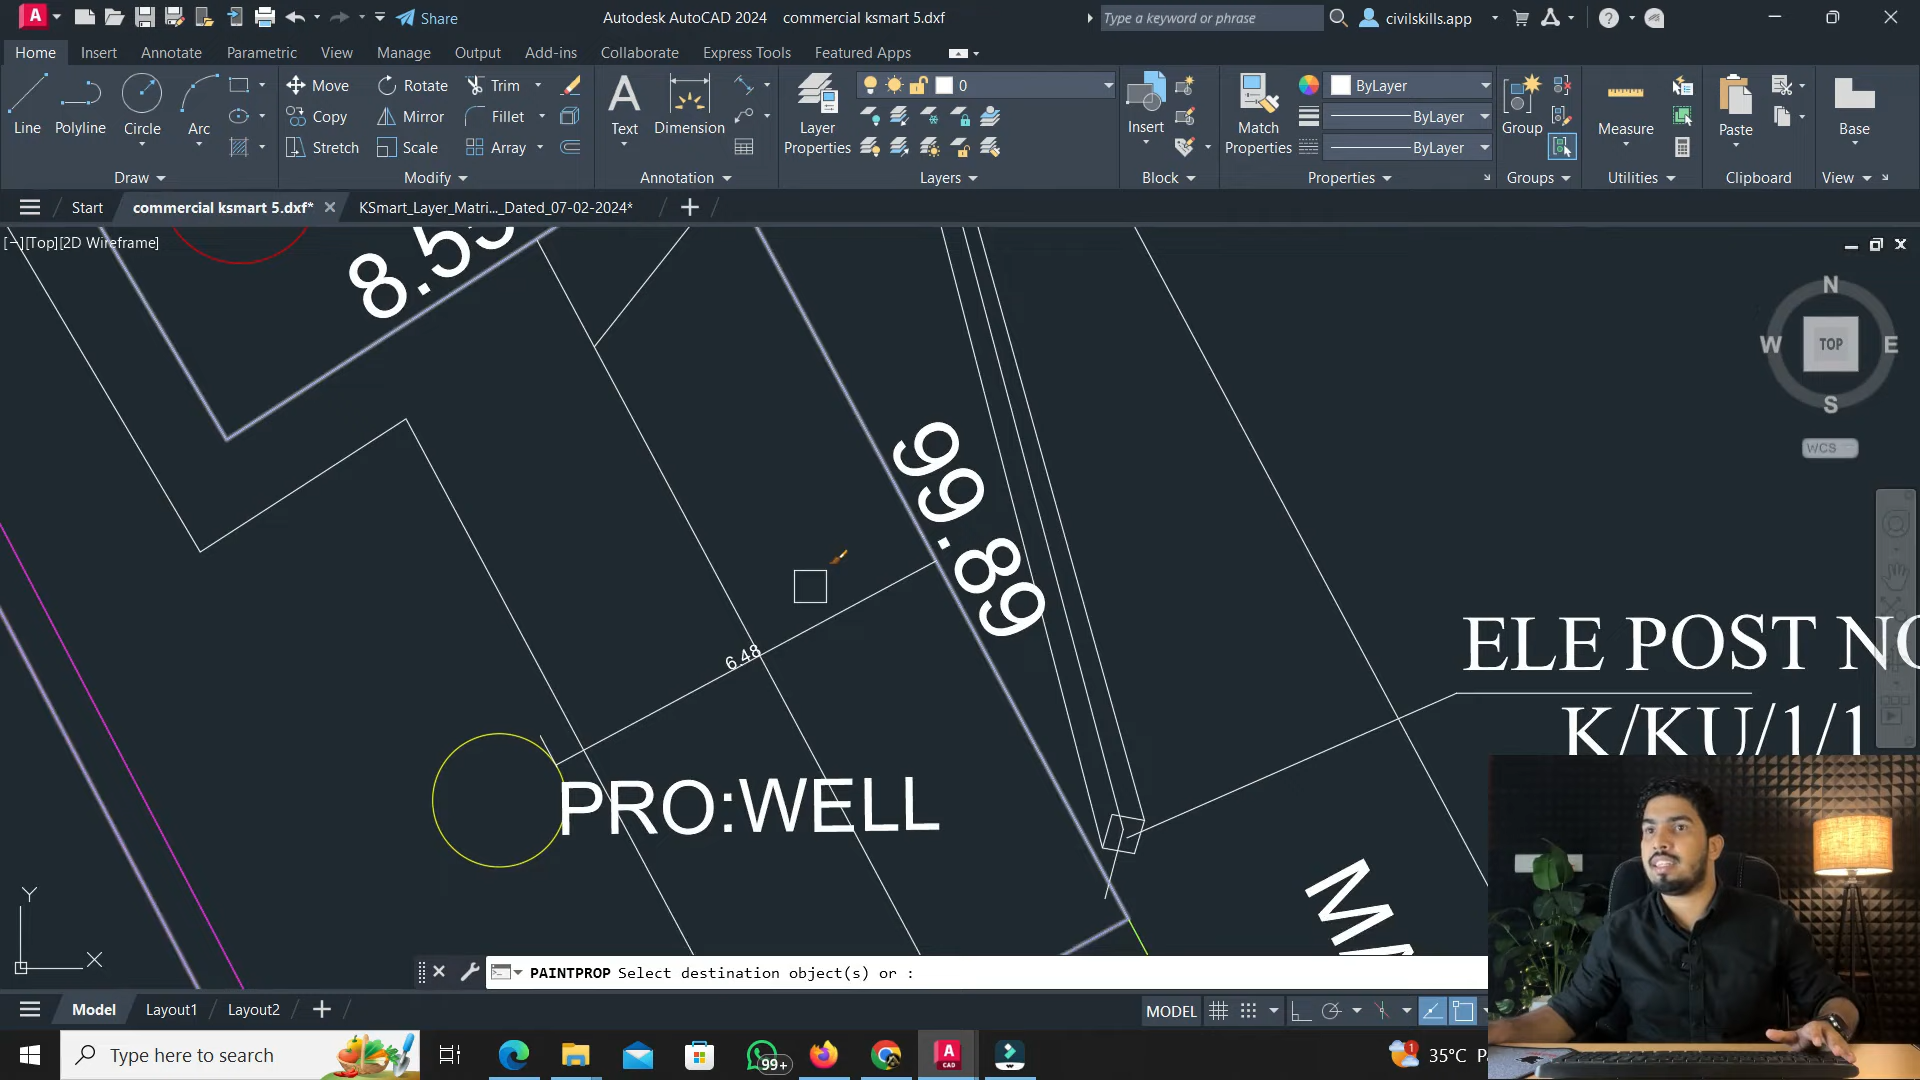 Share
Autodesk AutoCAD 2024 commercial ksmart 5.dxf
Type a keyword or phrase
civilskills.app
Home Insert Annotate Parametric View Manage Output Add-ins Collaborate Express Tools Featured Apps
Line Polyline Circle Arc
Move Rotate Trim
Copy Mirror Fillet
Stretch Scale Array
Text Dimension
Layer Properties
0
Insert
Match Properties
ByLayer
ByLayer
ByLayer
Group
Measure
Paste
Base
Draw Modify Annotation Layers Block Properties Groups Utilities Clipboard View
Start commercial ksmart 5.dxf* KSmart_Layer_Matri..._Dated_07-02-2024*
[−][Top][2D Wireframe]
N
W TOP E
S
WCS
8.55
99.89
6.48
ELE POST NO
K/KU/1/1
PRO:WELL
Y
X
PAINTPROP Select destination object(s) or :
Model Layout1 Layout2
MODEL
Type here to search
99+
CAD
1
35°C